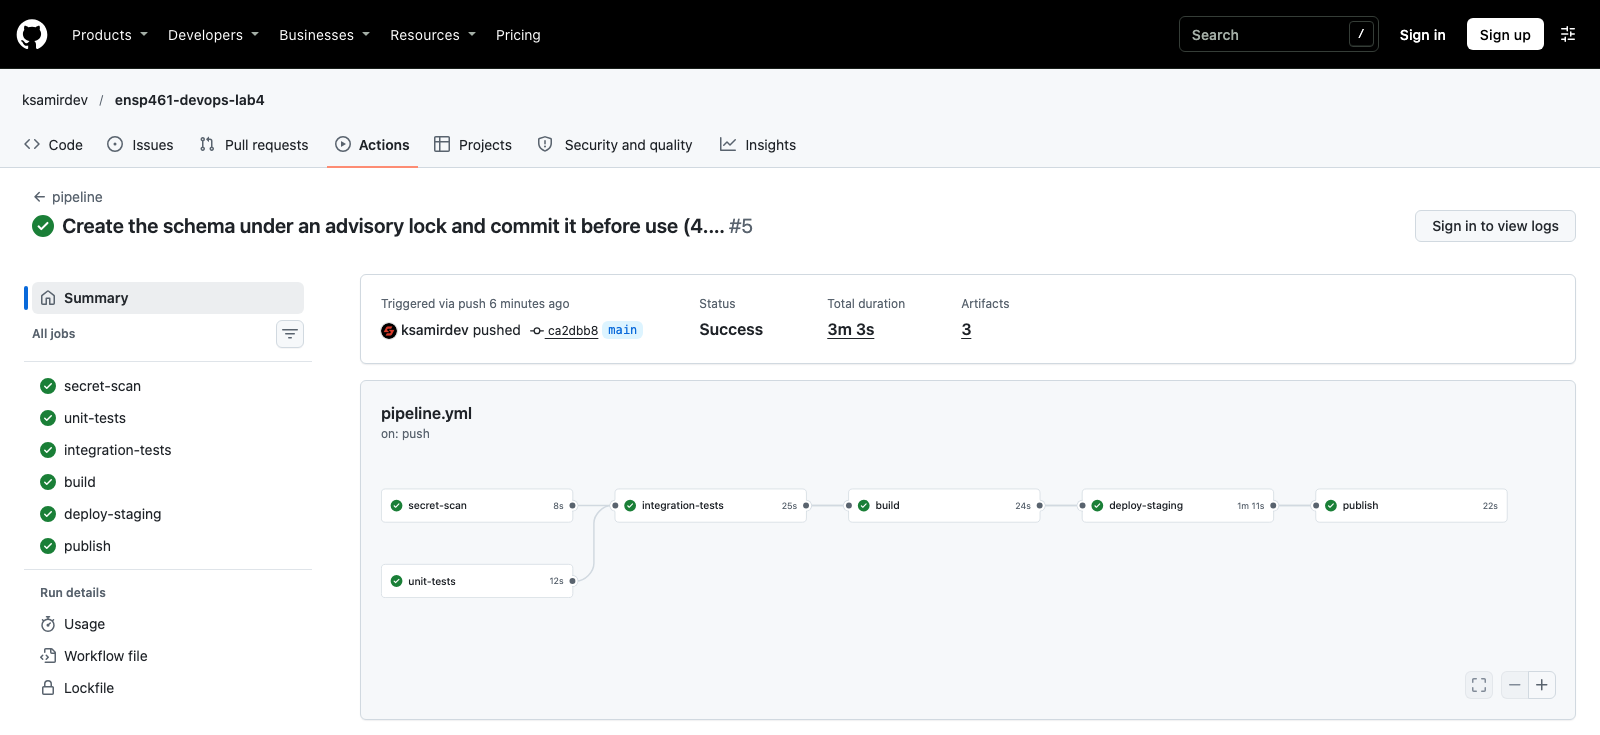 Products Developers Businesses Resources Pricing Search / Sign in Sign up
ksamirdev / ensp461-devops-lab4
Code Issues Pull requests Actions Projects Security and quality Insights
pipeline
Create the schema under an advisory lock and commit it before use (4.... #5
Sign in to view logs
Summary
All jobs
secret-scan
unit-tests
integration-tests
build
deploy-staging
publish
Run details
Usage
Workflow file
Lockfile
Triggered via push 6 minutes ago
ksamirdev pushed ca2dbb8 main
Status
Success
Total duration
3m 3s
Artifacts
3
pipeline.yml
on: push
secret-scan 8s
integration-tests 25s
build 24s
deploy-staging 1m 11s
publish 22s
unit-tests 12s